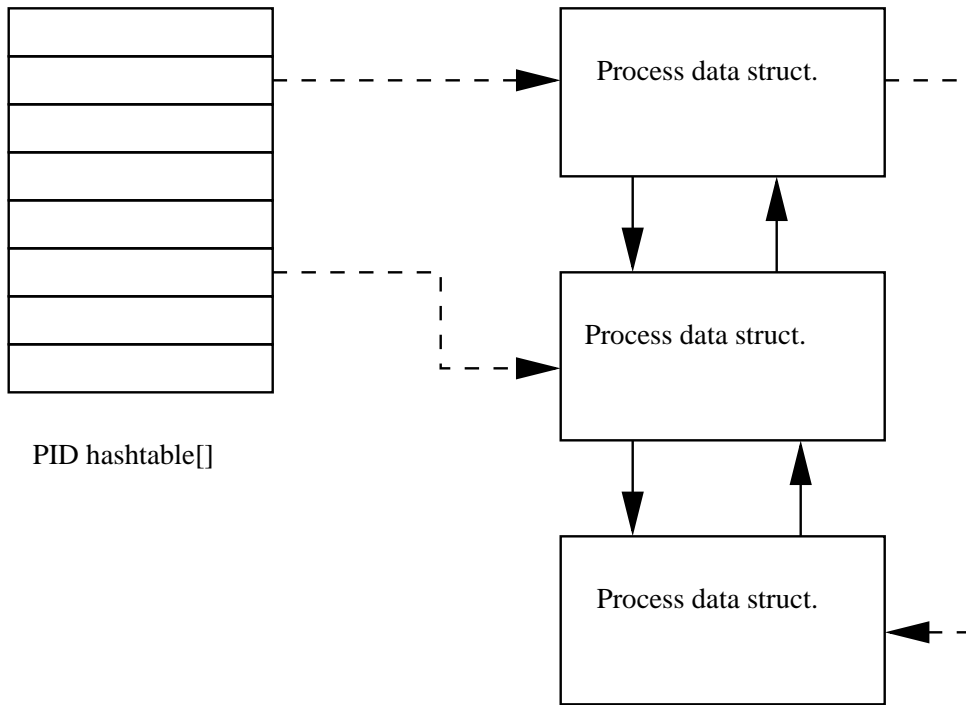 Process data struct.
Process data struct.
PID hashtable[]
Process data struct.